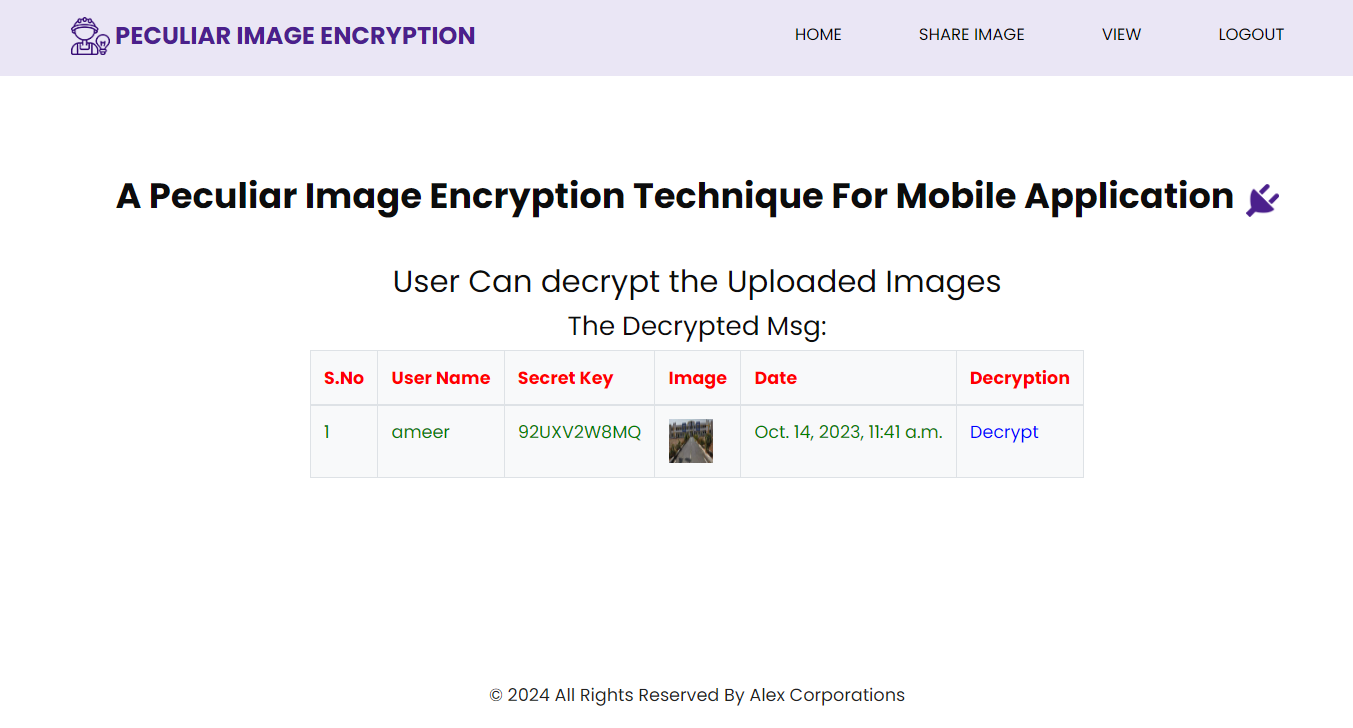 PECULIAR IMAGE ENCRYPTION HOME SHARE IMAGE VIEW LOGOUT
A Peculiar Image Encryption Technique For Mobile Application
User Can decrypt the Uploaded Images
The Decrypted Msg:
S.No User Name Secret Key Image Date Decryption
1 ameer 92UXV2W8MQ Oct. 14, 2023, 11:41 a.m. Decrypt
© 2024 All Rights Reserved By Alex Corporations